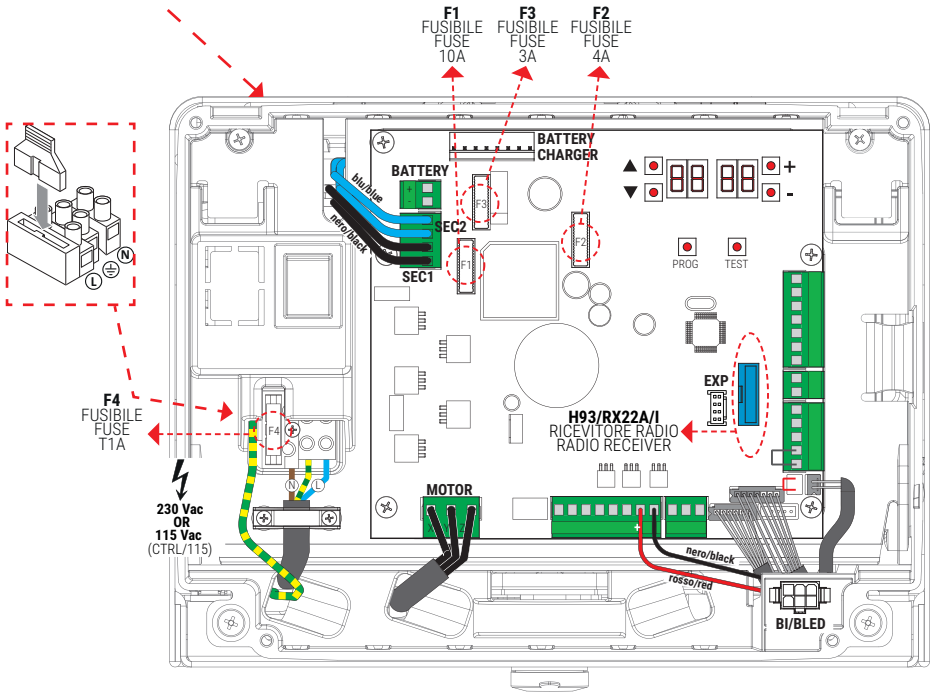 F1
FUSIBILE
FUSE
10A
F3
FUSIBILE
FUSE
3A
F2
FUSIBILE
FUSE
4A
BATTERY
CHARGER
BATTERY
+
-
blu/blue
nero/black
SEC2
SEC1
F3
F2
F1
▲
▼
+
-
PROG
TEST
N
L
F4
FUSIBILE
FUSE
T1A
F4
N
L
230 Vac
OR
115 Vac
(CTRL/115)
EXP
H93/RX22A/I
RICEVITORE RADIO
RADIO RECEIVER
MOTOR
+
nero/black
rosso/red
BI/BLED